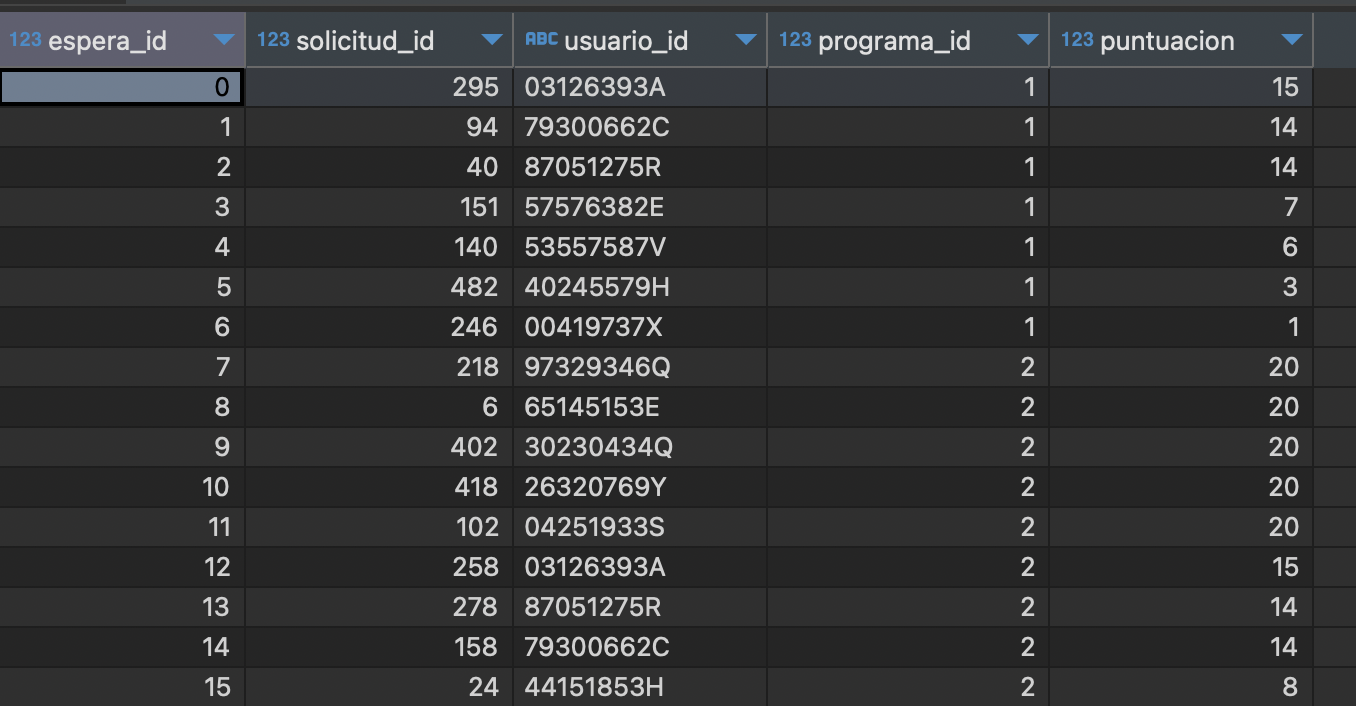 123 espera_id 123 solicitud_id ABC usuario_id 123 programa_id 123 puntuacion
0 295 03126393A 1 15
1 94 79300662C 1 14
2 40 87051275R 1 14
3 151 57576382E 1 7
4 140 53557587V 1 6
5 482 40245579H 1 3
6 246 00419737X 1 1
7 218 97329346Q 2 20
8 6 65145153E 2 20
9 402 30230434Q 2 20
10 418 26320769Y 2 20
11 102 04251933S 2 20
12 258 03126393A 2 15
13 278 87051275R 2 14
14 158 79300662C 2 14
15 24 44151853H 2 8